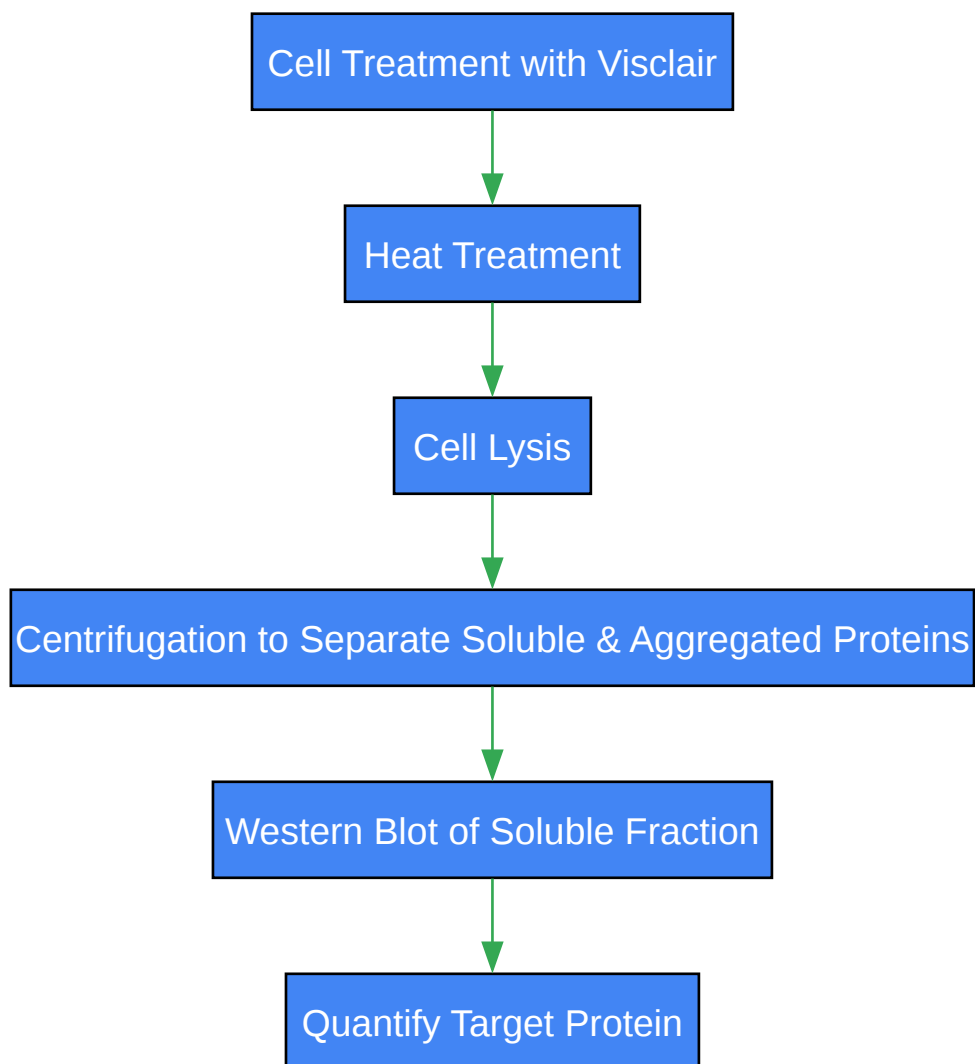 Cell Treatment with Visclair
Heat Treatment
Cell Lysis
Centrifugation to Separate Soluble & Aggregated Proteins
Western Blot of Soluble Fraction
Quantify Target Protein